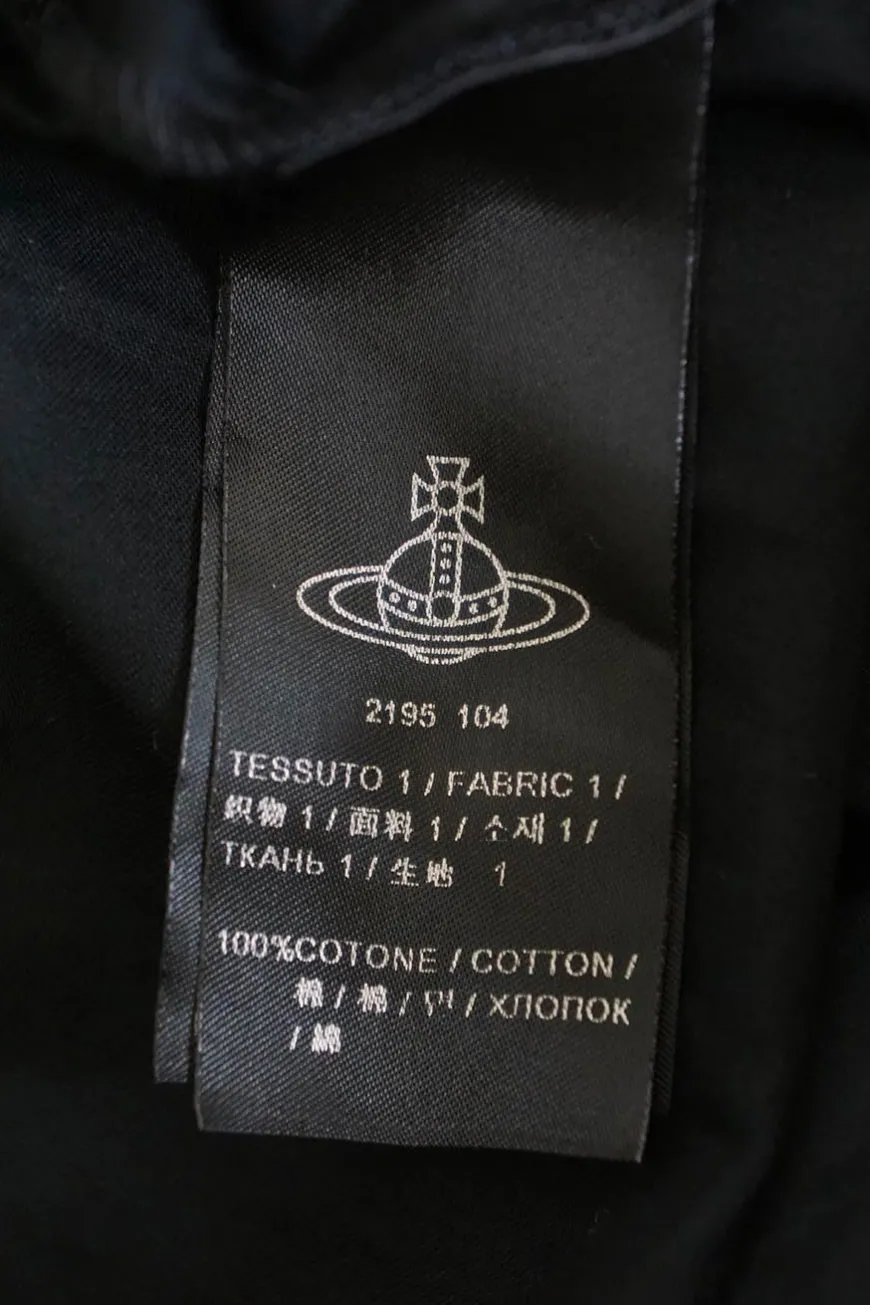 2195 104
TESSUTO 1 / FABRIC 1 /
织物 1 / 面料 1 / 소재 1 /
ТКАНЬ 1 / 生地 1
100%COTONE / COTTON /
棉 / 棉 / 면 / ХЛОПОК
/ 綿